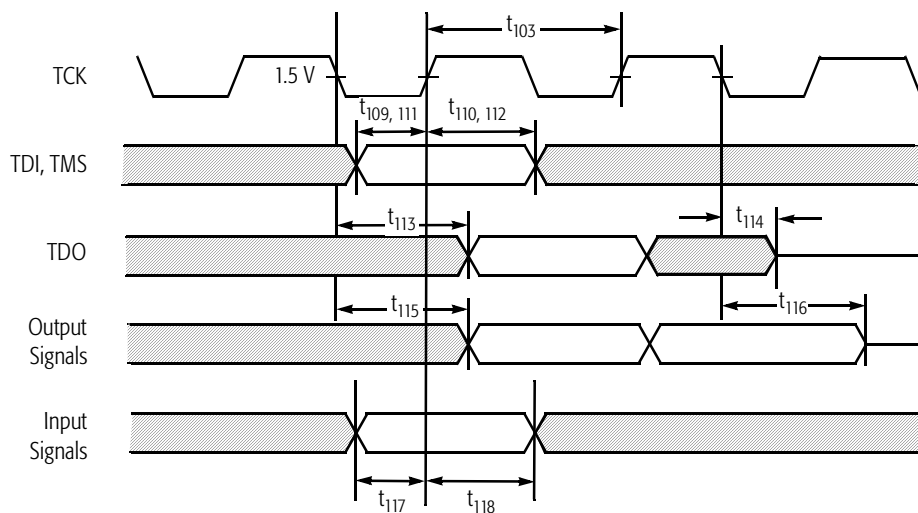 t103
TCK
1.5 V
t109, 111
t110, 112
TDI, TMS
t113
t114
TDO
t115
t116
Output
Signals
Input
Signals
t117
t118